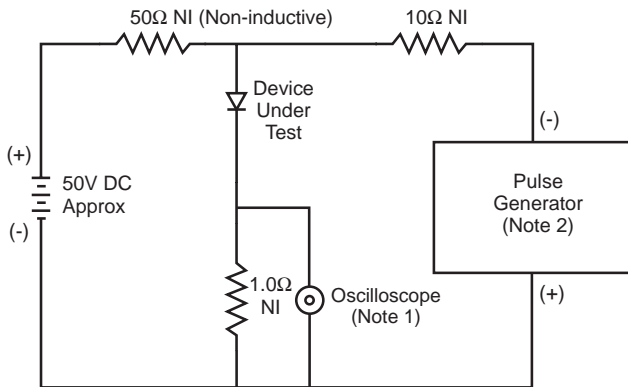 50Ω NI (Non-inductive)
10Ω NI
Device
Under
Test
(-)
(+)
50V DC
Approx
(-)
Pulse
Generator
(Note 2)
1.0Ω
NI
Oscilloscope
(Note 1)
(+)